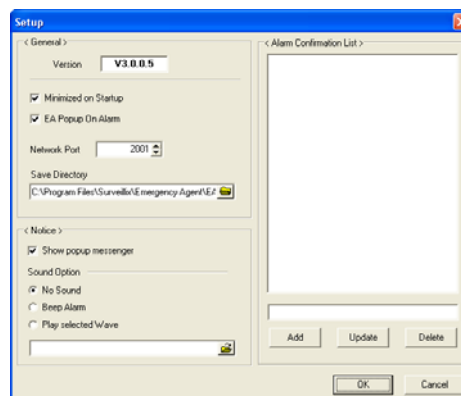 Setup
< General >
Version V3.0.0.5
Minimized on Startup
EA Popup On Alarm
Network Port 2001
Save Directory
C:\Program Files\Surveillix\Emergency Agent\EA
< Notice >
Show popup messenger
Sound Option
No Sound
Beep Alarm
Play selected Wave
< Alarm Confirmation List >
Add Update Delete
OK Cancel